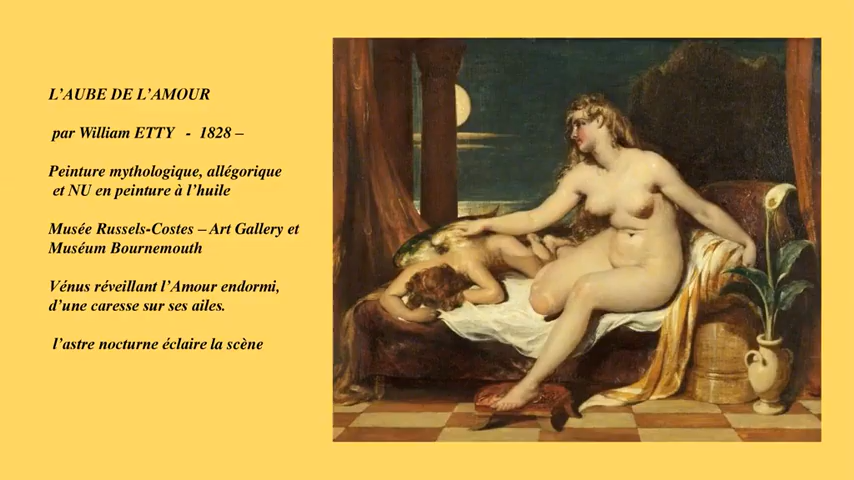 L'AUBE DE L'AMOUR
par William ETTY - 1828 –
Peinture mythologique, allégorique
et NU en peinture à l'huile
Musée Russels-Costes – Art Gallery et
Muséum Bournemouth
Vénus réveillant l'Amour endormi,
d'une caresse sur ses ailes.
l'astre nocturne éclaire la scène